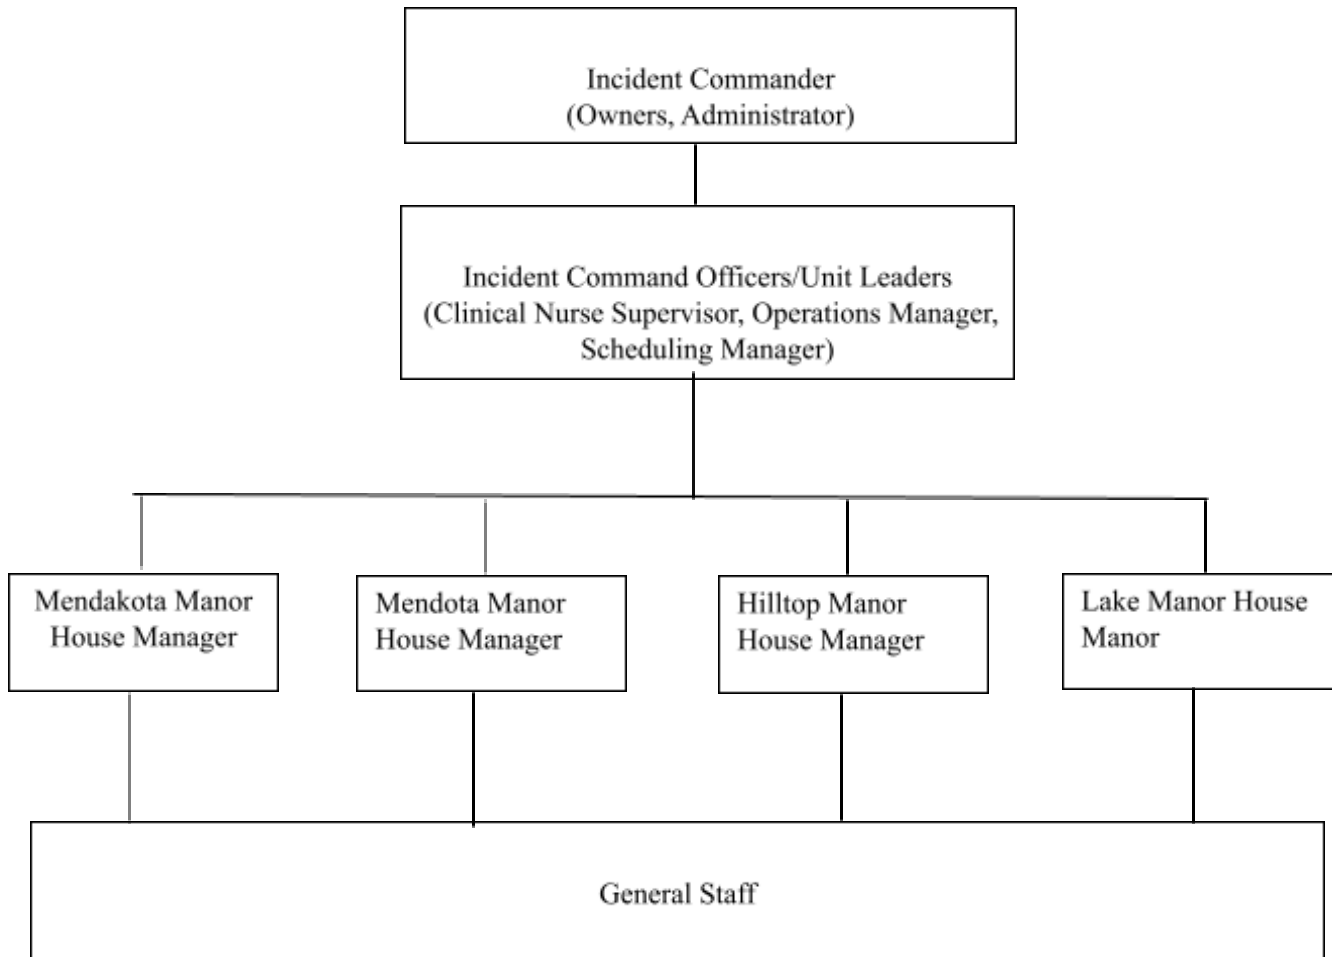 Incident Commander
(Owners, Administrator)
Incident Command Officers/Unit Leaders
(Clinical Nurse Supervisor, Operations Manager,
Scheduling Manager)
Mendakota Manor
House Manager
Mendota Manor
House Manager
Hilltop Manor
House Manager
Lake Manor House
Manor
General Staff